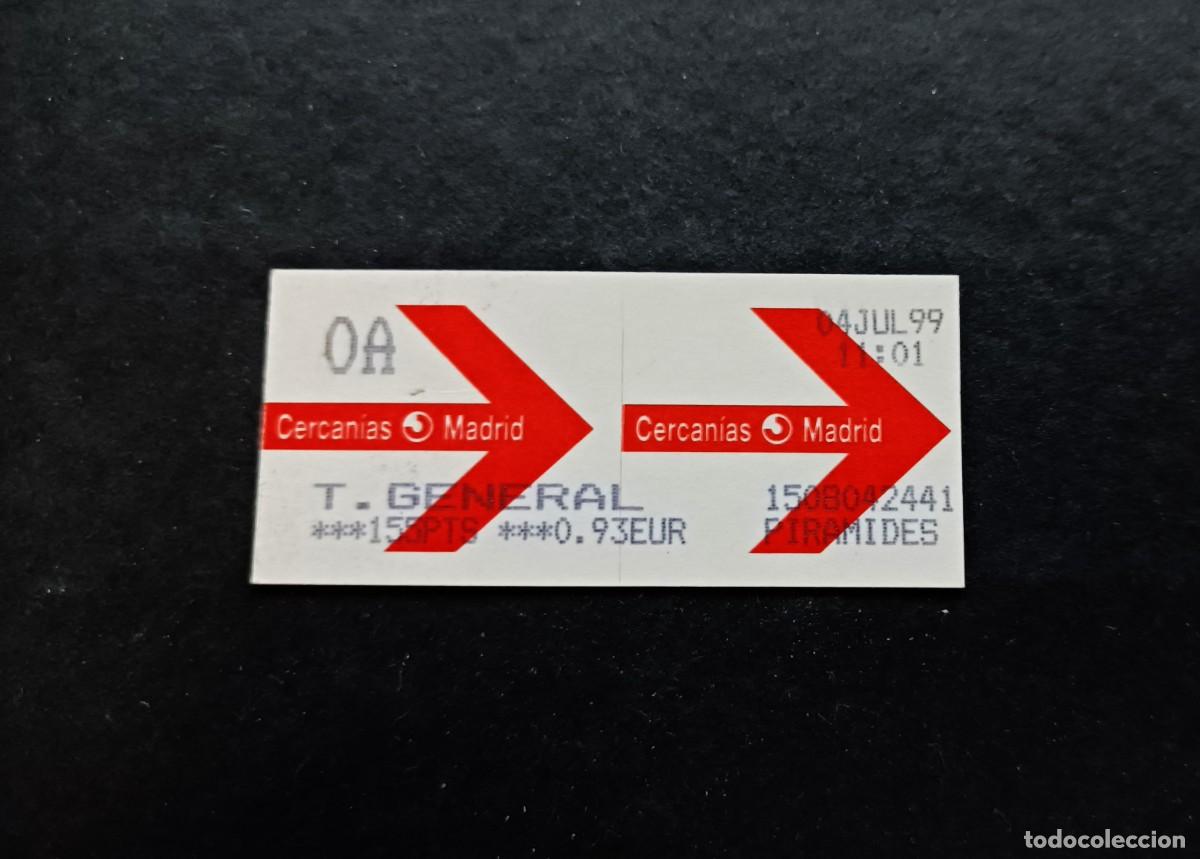 0A
04JUL99
11:01
Cercanías Madrid
Cercanías Madrid
T.GENERAL
1508042441
***155PTS ***0.93EUR
PIRAMIDES
todocoleccion